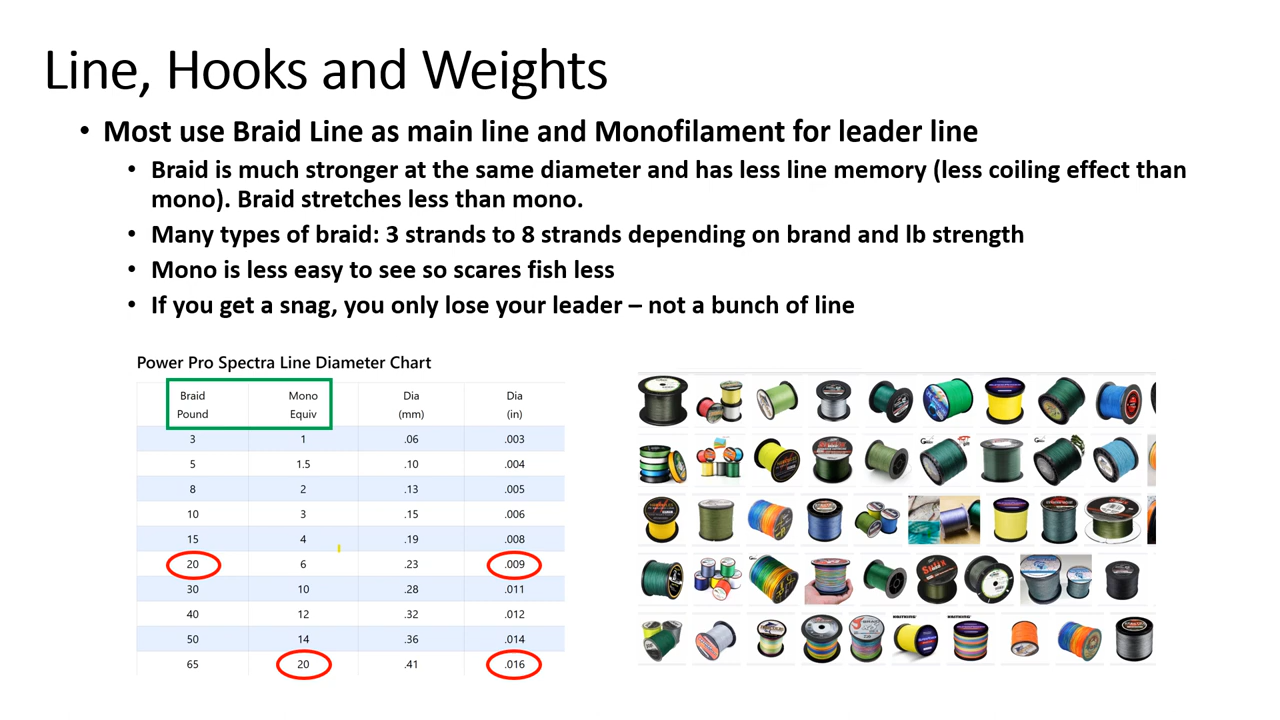 Line, Hooks and Weights
• Most use Braid Line as main line and Monofilament for leader line
• Braid is much stronger at the same diameter and has less line memory (less coiling effect than
mono). Braid stretches less than mono.
• Many types of braid: 3 strands to 8 strands depending on brand and lb strength
• Mono is less easy to see so scares fish less
• If you get a snag, you only lose your leader – not a bunch of line
Power Pro Spectra Line Diameter Chart
Braid Mono Dia Dia
Pound Equiv (mm) (in)
3 1 .06 .003
5 1.5 .10 .004
8 2 .13 .005
10 3 .15 .006
15 4 .19 .008
20 6 .23 .009
30 10 .28 .011
40 12 .32 .012
50 14 .36 .014
65 20 .41 .016